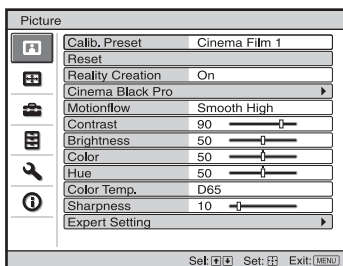 Picture
Calib. Preset Cinema Film 1
Reset
Reality Creation On
Cinema Black Pro
Motionflow Smooth High
Contrast 90
Brightness 50
Color 50
Hue 50
Color Temp. D65
Sharpness 10
Expert Setting
Sel: Set: Exit: MENU